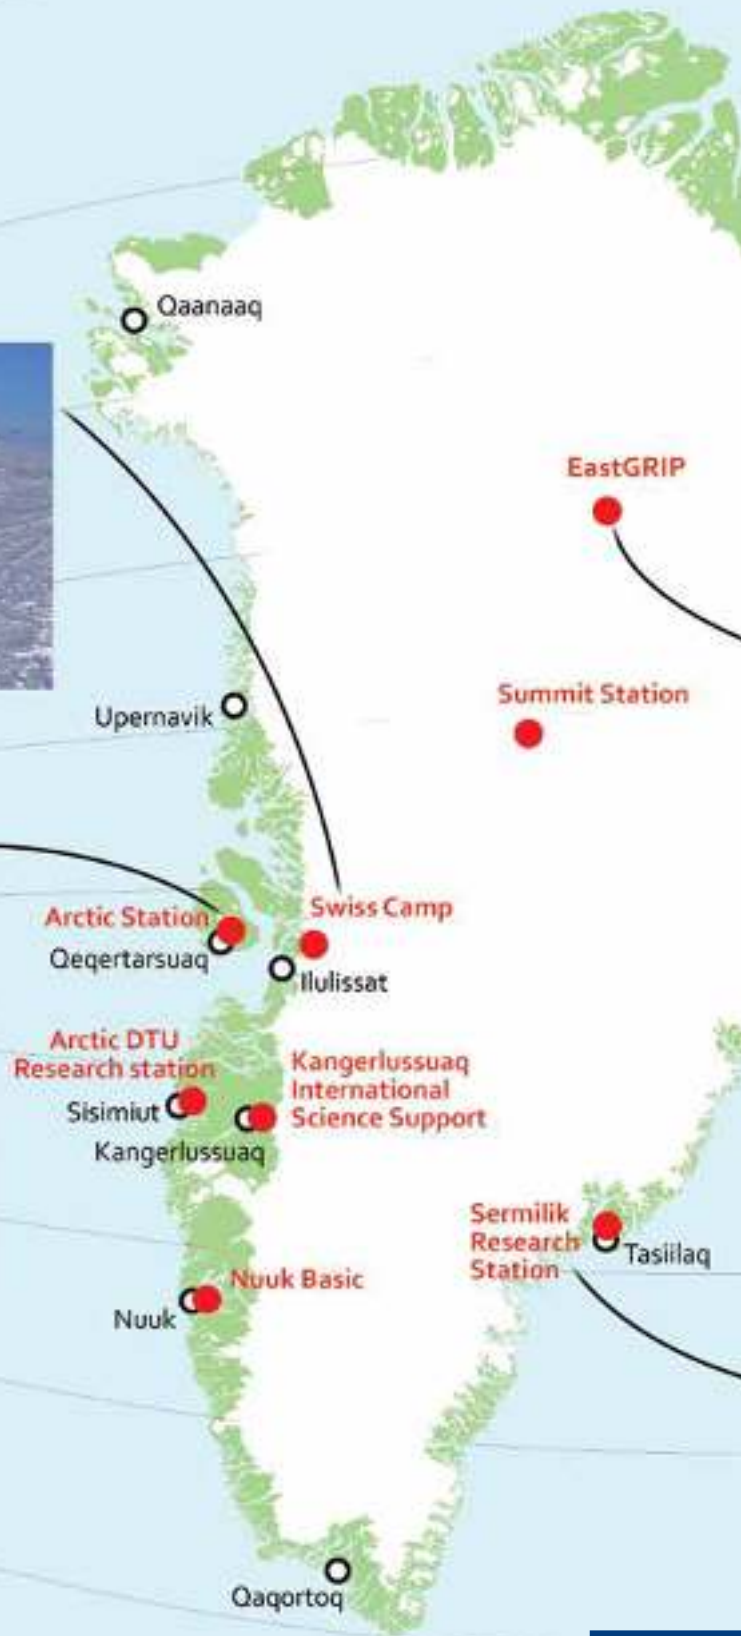 Qaanaaq
EastGRIP
Summit Station
Upernavik
Swiss Camp
Arctic Station
Qeqertarsuaq
Ilulissat
Arctic DTU
Research station
Kangerlussuaq
International
Science Support
Sisimiut
Kangerlussuaq
Sermilik
Research
Station
Tasiilaq
Nuuk Basic
Nuuk
Qaqortoq